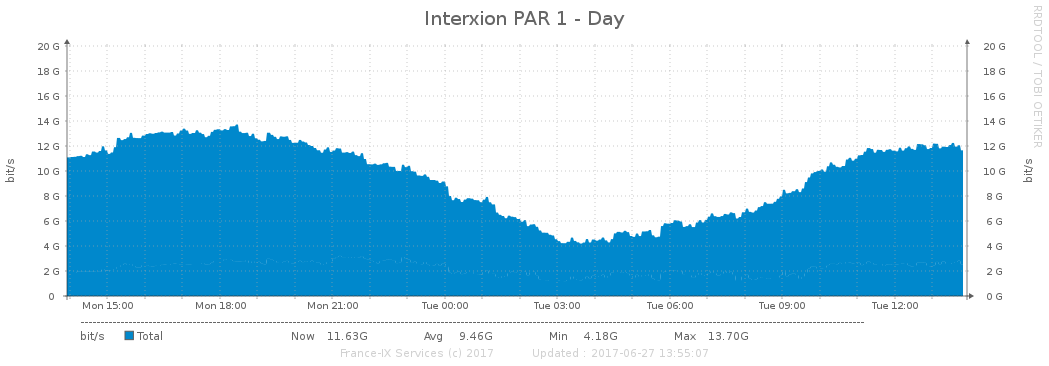 Interxion PAR 1 - Day
RRDTOOL / TOBI OETIKER
20 G 20 G
18 G 18 G
16 G 16 G
14 G 14 G
12 G 12 G
10 G 10 G
8 G 8 G
6 G 6 G
4 G 4 G
2 G 2 G
0 0 G
bit/s bit/s
Mon 15:00 Mon 18:00 Mon 21:00 Tue 00:00 Tue 03:00 Tue 06:00 Tue 09:00 Tue 12:00
bit/s Total Now 11.63G Avg 9.46G Min 4.18G Max 13.70G
France-IX Services (c) 2017 Updated : 2017-06-27 13:55:07